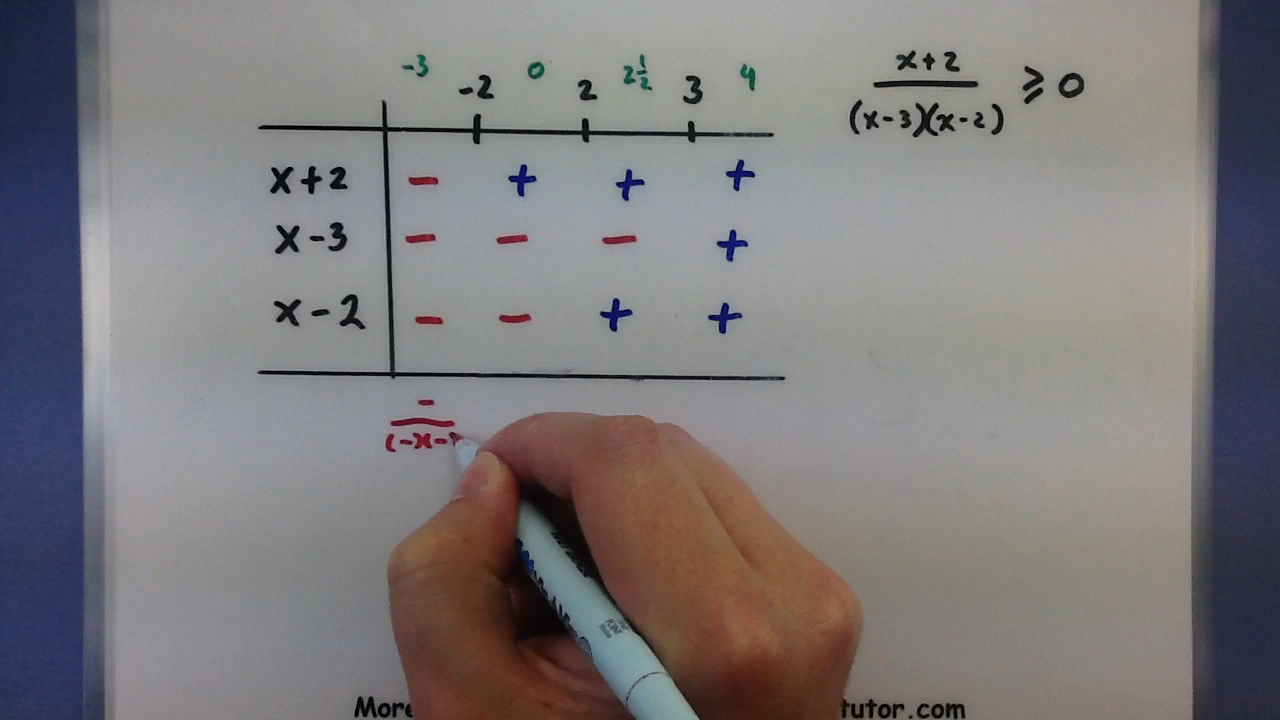 -3 0 2½ 4
-2 2 3
x+2 - + + +
x-3 - - - +
x-2 - - + +
-
(-)(-)
x+2
≥ 0
(x-3)(x-2)
More
tutor.com